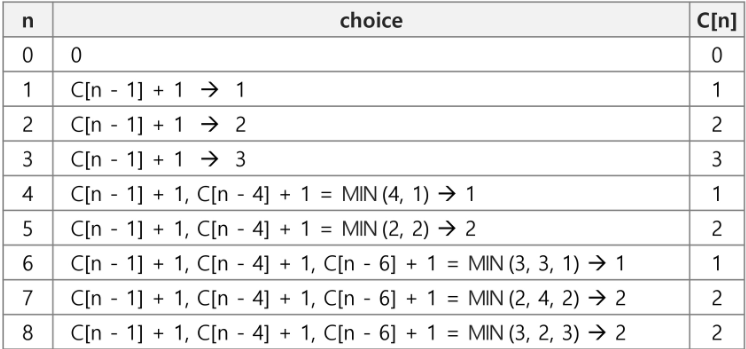 n choice C[n]
0 0 0
1 C[n - 1] + 1 → 1 1
2 C[n - 1] + 1 → 2 2
3 C[n - 1] + 1 → 3 3
4 C[n - 1] + 1, C[n - 4] + 1 = MIN (4, 1) → 1 1
5 C[n - 1] + 1, C[n - 4] + 1 = MIN (2, 2) → 2 2
6 C[n - 1] + 1, C[n - 4] + 1, C[n - 6] + 1 = MIN (3, 3, 1) → 1 1
7 C[n - 1] + 1, C[n - 4] + 1, C[n - 6] + 1 = MIN (2, 4, 2) → 2 2
8 C[n - 1] + 1, C[n - 4] + 1, C[n - 6] + 1 = MIN (3, 2, 3) → 2 2